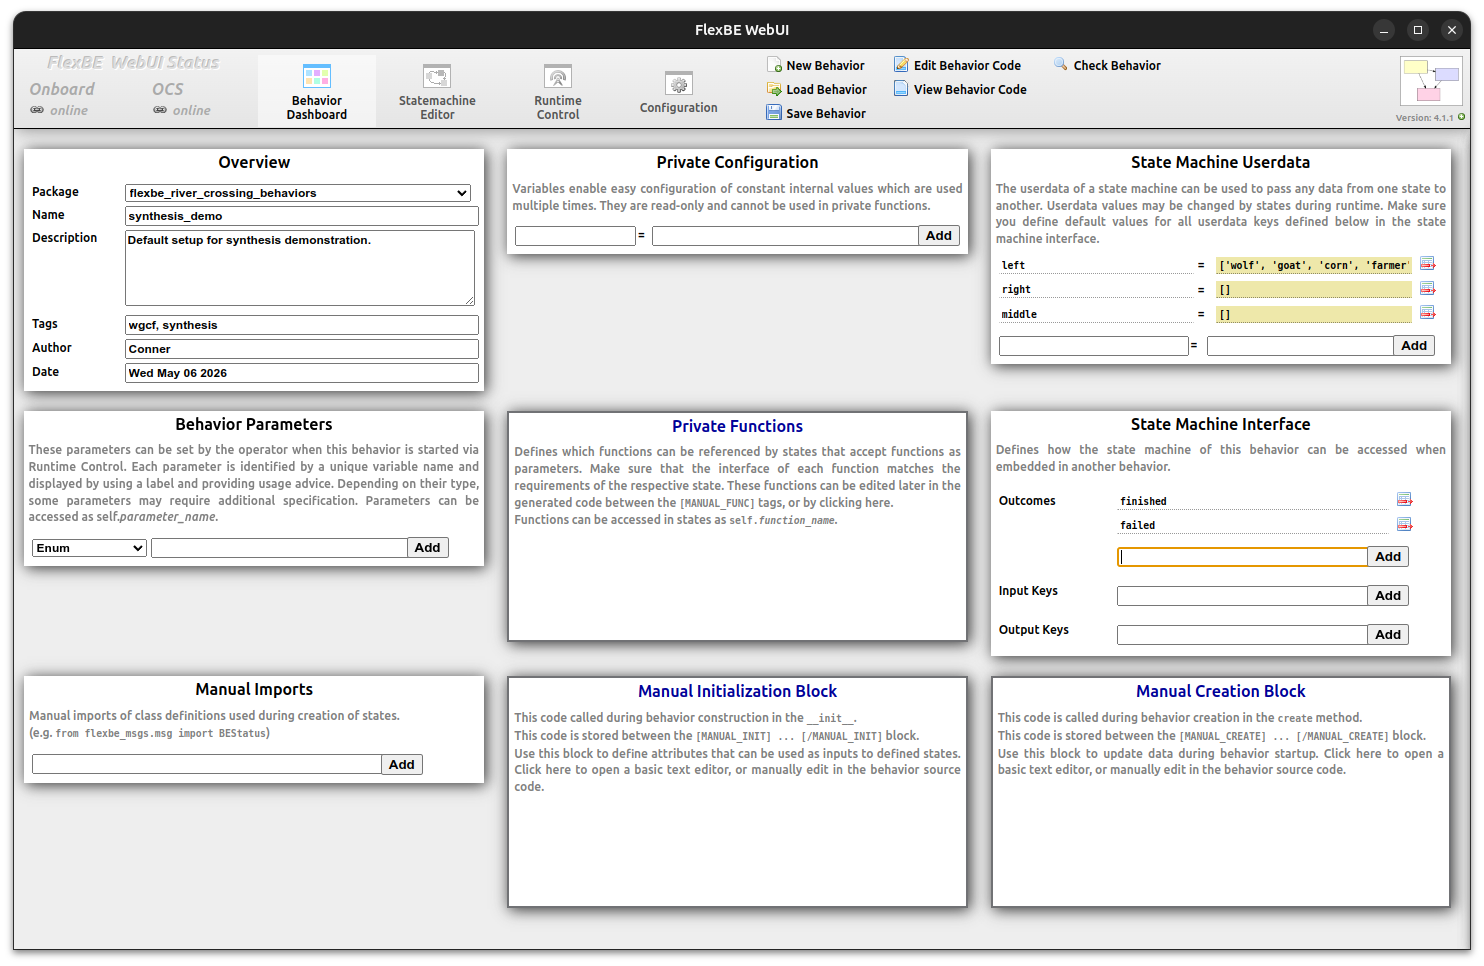 FlexBE WebUI
FlexBE WebUI Status
Onboard
OCS
online
online
Behavior
Dashboard
Statemachine
Editor
Runtime
Control
Configuration
New Behavior
Load Behavior
Save Behavior
Edit Behavior Code
View Behavior Code
Check Behavior
Version: 4.1.1
Overview
Package
flexbe_river_crossing_behaviors
Name
synthesis_demo
Description
Default setup for synthesis demonstration.
Tags
wgcf, synthesis
Author
Conner
Date
Wed May 06 2026
Private Configuration
Variables enable easy configuration of constant internal values which are used
multiple times. They are read-only and cannot be used in private functions.
=
Add
State Machine Userdata
The userdata of a state machine can be used to pass any data from one state to
another. Userdata values may be changed by states during runtime. Make sure
you define default values for all userdata keys defined below in the state
machine interface.
left = ['wolf', 'goat', 'corn', 'farmer'
right = []
middle = []
=
Add
Behavior Parameters
These parameters can be set by the operator when this behavior is started via
Runtime Control. Each parameter is identified by a unique variable name and
displayed by using a label and providing usage advice. Depending on their type,
some parameters may require additional specification. Parameters can be
accessed as self.parameter_name.
Enum
Add
Private Functions
Defines which functions can be referenced by states that accept functions as
parameters. Make sure that the interface of each function matches the
requirements of the respective state. These functions can be edited later in the
generated code between the [MANUAL_FUNC] tags, or by clicking here.
Functions can be accessed in states as self.function_name.
State Machine Interface
Defines how the state machine of this behavior can be accessed when
embedded in another behavior.
Outcomes
finished
failed
Add
Input Keys
Add
Output Keys
Add
Manual Imports
Manual imports of class definitions used during creation of states.
(e.g. from flexbe_msgs.msg import BEStatus)
Add
Manual Initialization Block
This code called during behavior construction in the __init__.
This code is stored between the [MANUAL_INIT] ... [/MANUAL_INIT] block.
Use this block to define attributes that can be used as inputs to defined states.
Click here to open a basic text editor, or manually edit in the behavior source
code.
Manual Creation Block
This code is called during behavior creation in the create method.
This code is stored between the [MANUAL_CREATE] ... [/MANUAL_CREATE] block.
Use this block to update data during behavior startup. Click here to open a
basic text editor, or manually edit in the behavior source code.